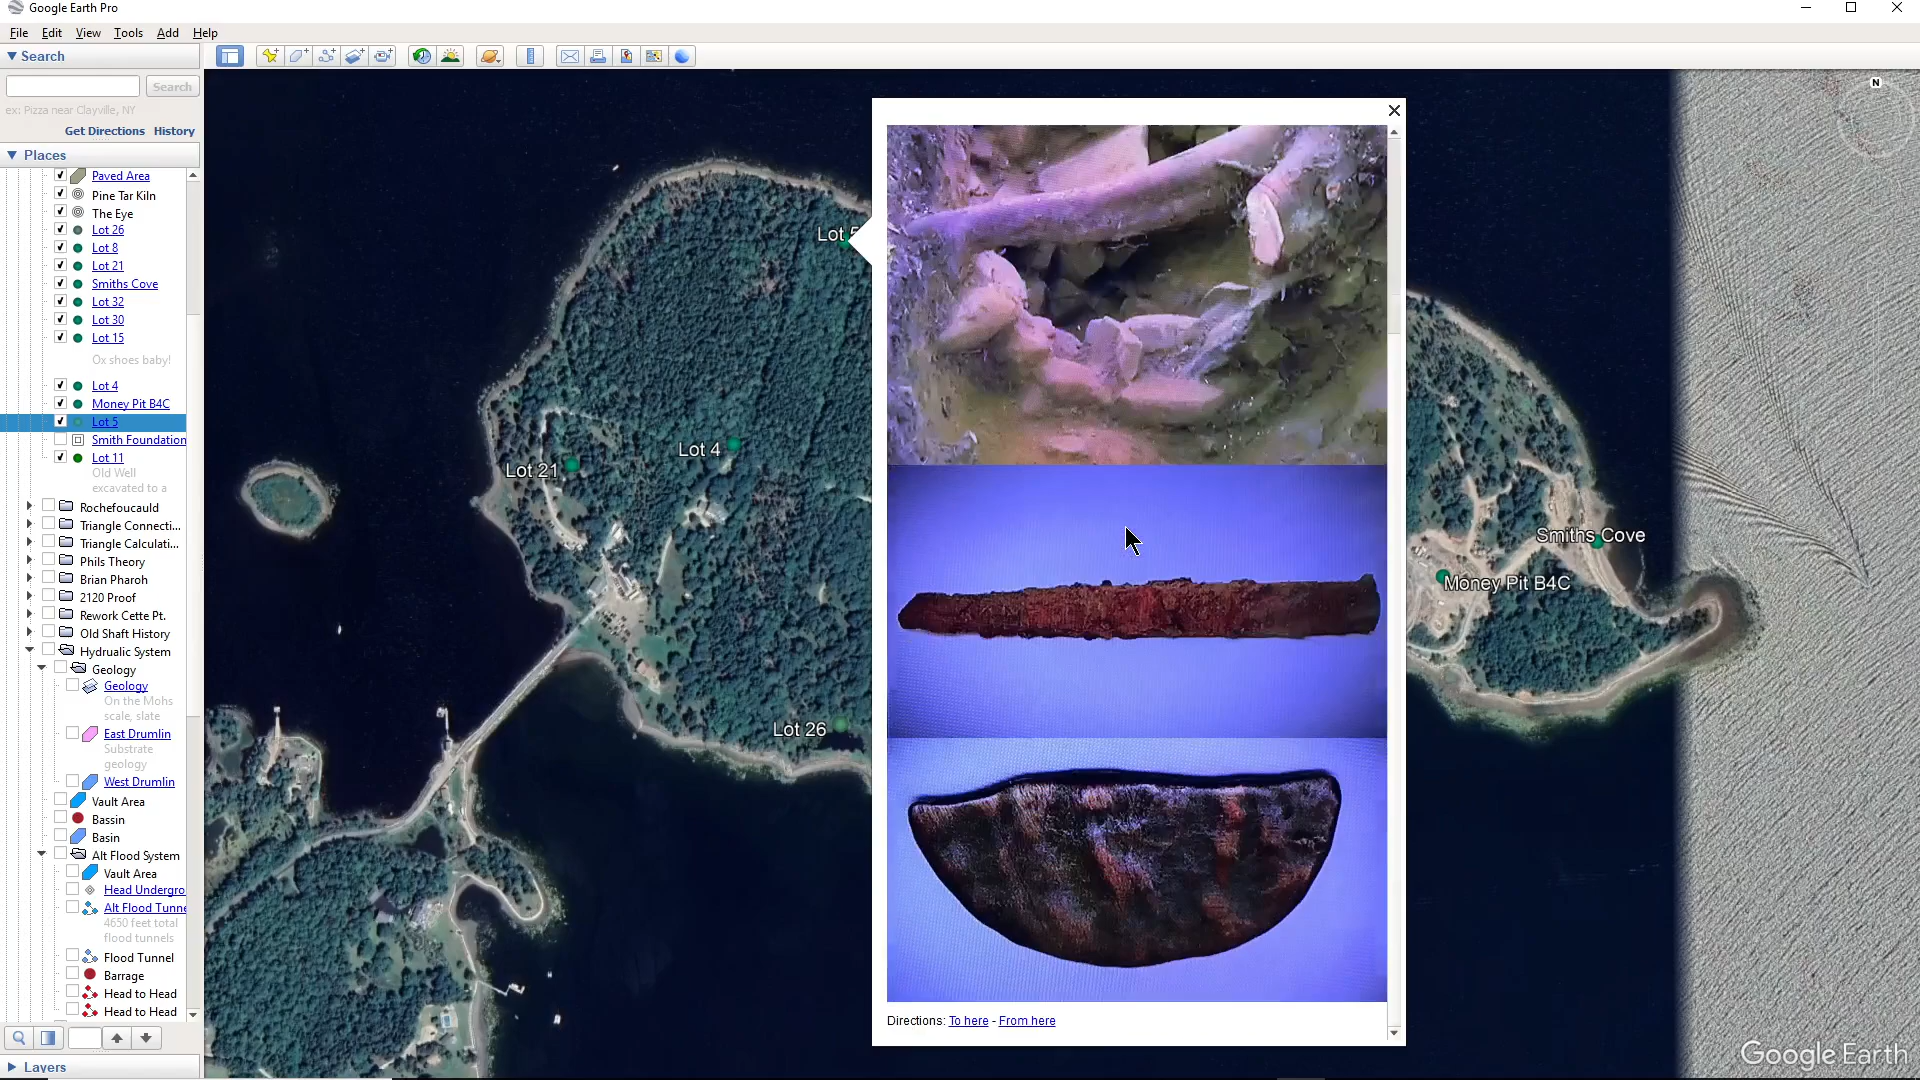 Google Earth Pro
File Edit View Tools Add Help
Search
Search
ex: Pizza near Clayville, NY
Get Directions History
Places
Paved Area
Pine Tar Kiln
The Eye
Lot 26
Lot 8
Lot 21
Smiths Cove
Lot 32
Lot 30
Lot 15
Ox shoes baby!
Lot 4
Money Pit B4C
Lot 5
Smith Foundation
Lot 11
Old Well
excavated to a
Rochefoucauld
Triangle Connecti...
Triangle Calculati...
Phils Theory
Brian Pharoh
2120 Proof
Rework Cette Pt.
Old Shaft History
Hydrualic System
Geology
Geology
On the Mohs
scale, slate
East Drumlin
Substrate
geology
West Drumlin
Vault Area
Bassin
Basin
Alt Flood System
Vault Area
Head Undergro
Alt Flood Tunne
4650 feet total
flood tunnels
Flood Tunnel
Barrage
Head to Head
Head to Head
Layers
Lot 5
Lot 4
Lot 21
Lot 26
Smiths Cove
Money Pit B4C
N
Directions: To here - From here
Google Earth